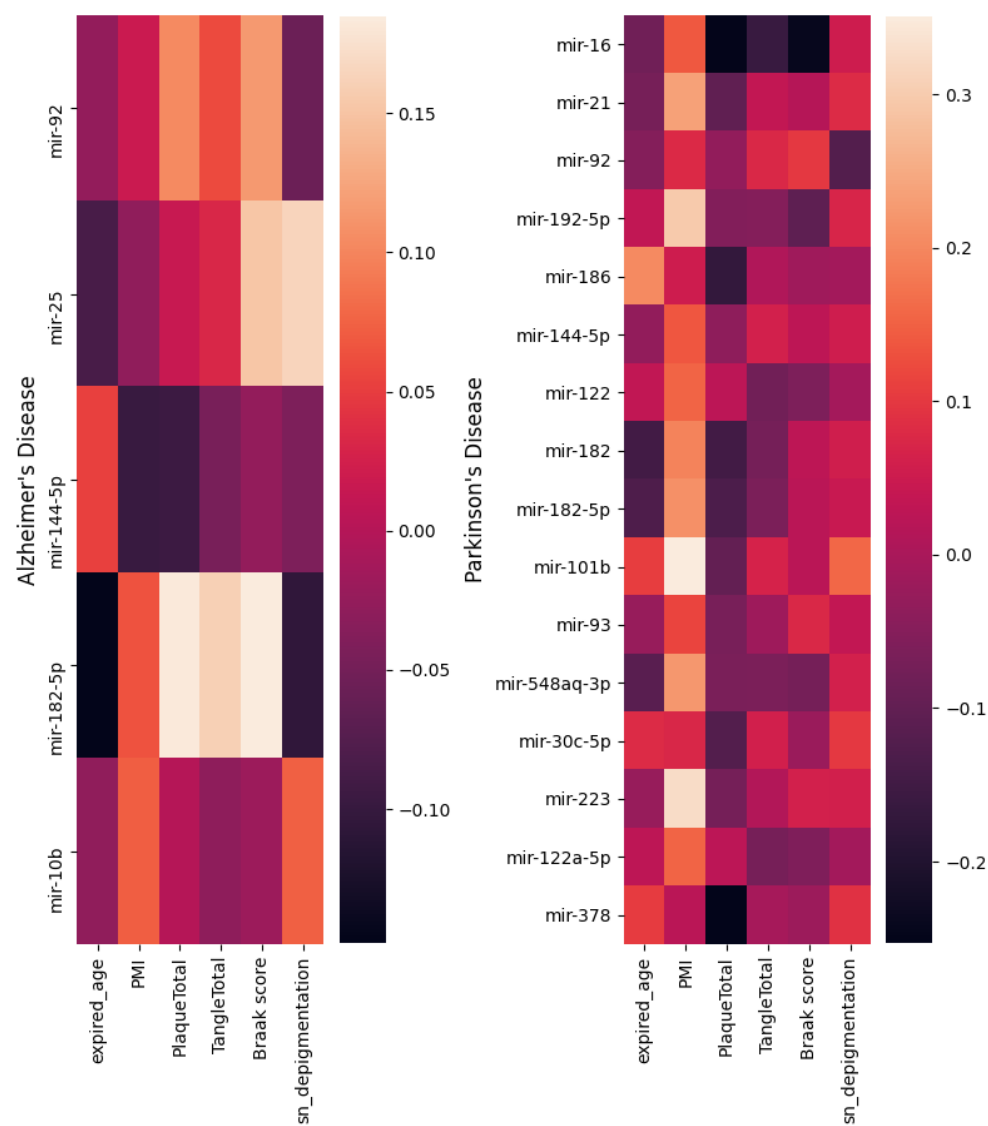 Alzheimer's Disease
mir-92
mir-25
mir-144-5p
mir-182-5p
mir-10b
expired_age
PMI
PlaqueTotal
TangleTotal
Braak score
sn_depigmentation
0.15
0.10
0.05
0.00
−0.05
−0.10
Parkinson's Disease
mir-16
mir-21
mir-92
mir-192-5p
mir-186
mir-144-5p
mir-122
mir-182
mir-182-5p
mir-101b
mir-93
mir-548aq-3p
mir-30c-5p
mir-223
mir-122a-5p
mir-378
expired_age
PMI
PlaqueTotal
TangleTotal
Braak score
sn_depigmentation
0.3
0.2
0.1
0.0
−0.1
−0.2